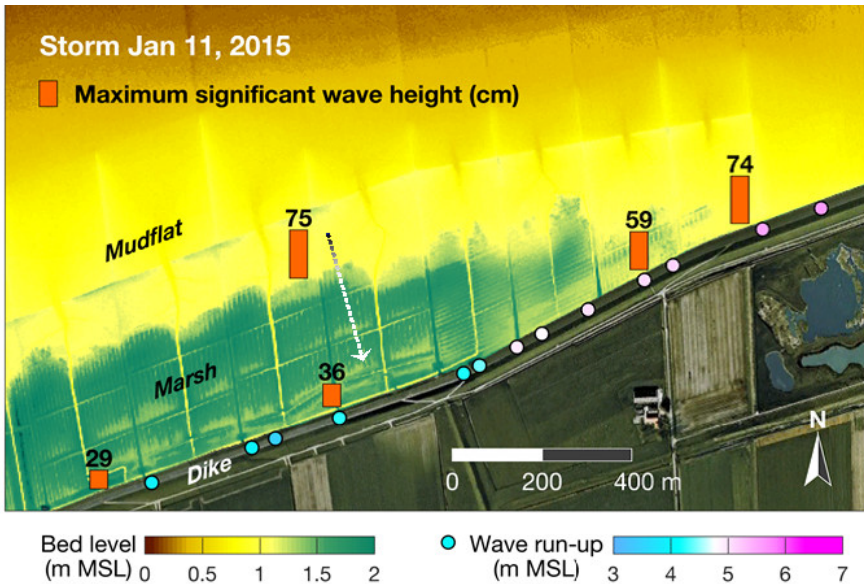 Storm Jan 11, 2015
Maximum significant wave height (cm)
74
75
59
Mudflat
Marsh
36
29
Dike
N
0 200 400 m
Bed level
(m MSL)
0 0.5 1 1.5 2
Wave run-up
(m MSL)
3 4 5 6 7